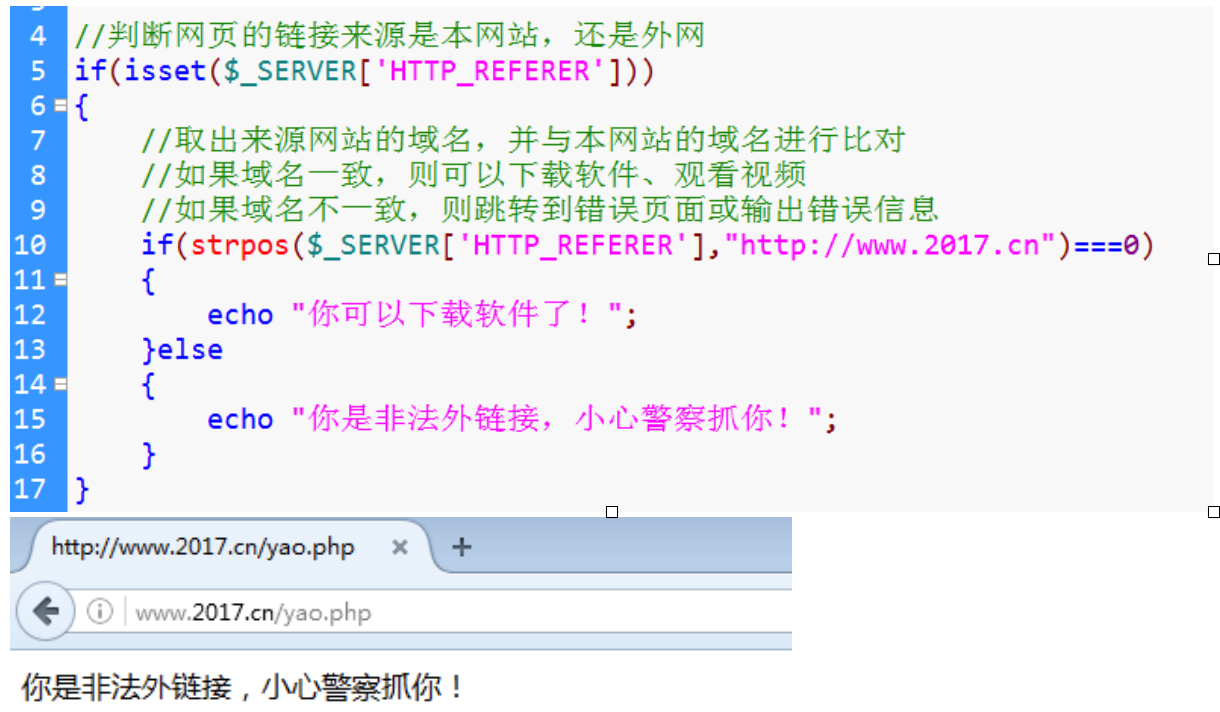 4 //判断网页的链接来源是本网站，还是外网
5 if(isset($_SERVER['HTTP_REFERER']))
6 {
7 //取出来源网站的域名，并与本网站的域名进行比对
8 //如果域名一致，则可以下载软件、观看视频
9 //如果域名不一致，则跳转到错误页面或输出错误信息
10 if(strpos($_SERVER['HTTP_REFERER'],"http://www.2017.cn")===0)
11 {
12 echo "你可以下载软件了！";
13 }else
14 {
15 echo "你是非法外链接，小心警察抓你！";
16 }
17 }
http://www.2017.cn/yao.php
www.2017.cn/yao.php
你是非法外链接，小心警察抓你！